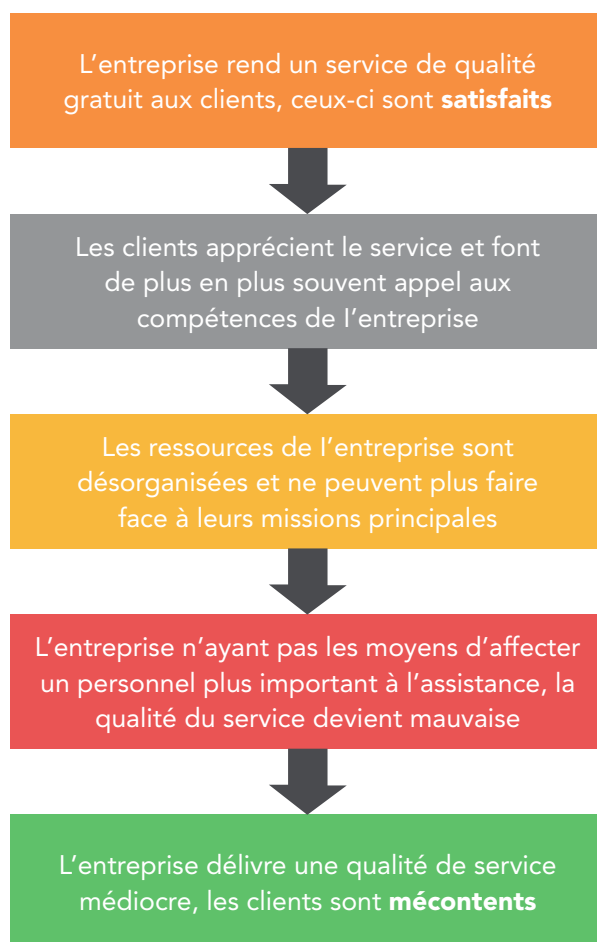 L'entreprise rend un service de qualité
gratuit aux clients, ceux-ci sont satisfaits
Les clients apprécient le service et font
de plus en plus souvent appel aux
compétences de l'entreprise
Les ressources de l'entreprise sont
désorganisées et ne peuvent plus faire
face à leurs missions principales
L'entreprise n'ayant pas les moyens d'affecter
un personnel plus important à l'assistance, la
qualité du service devient mauvaise
L'entreprise délivre une qualité de service
médiocre, les clients sont mécontents